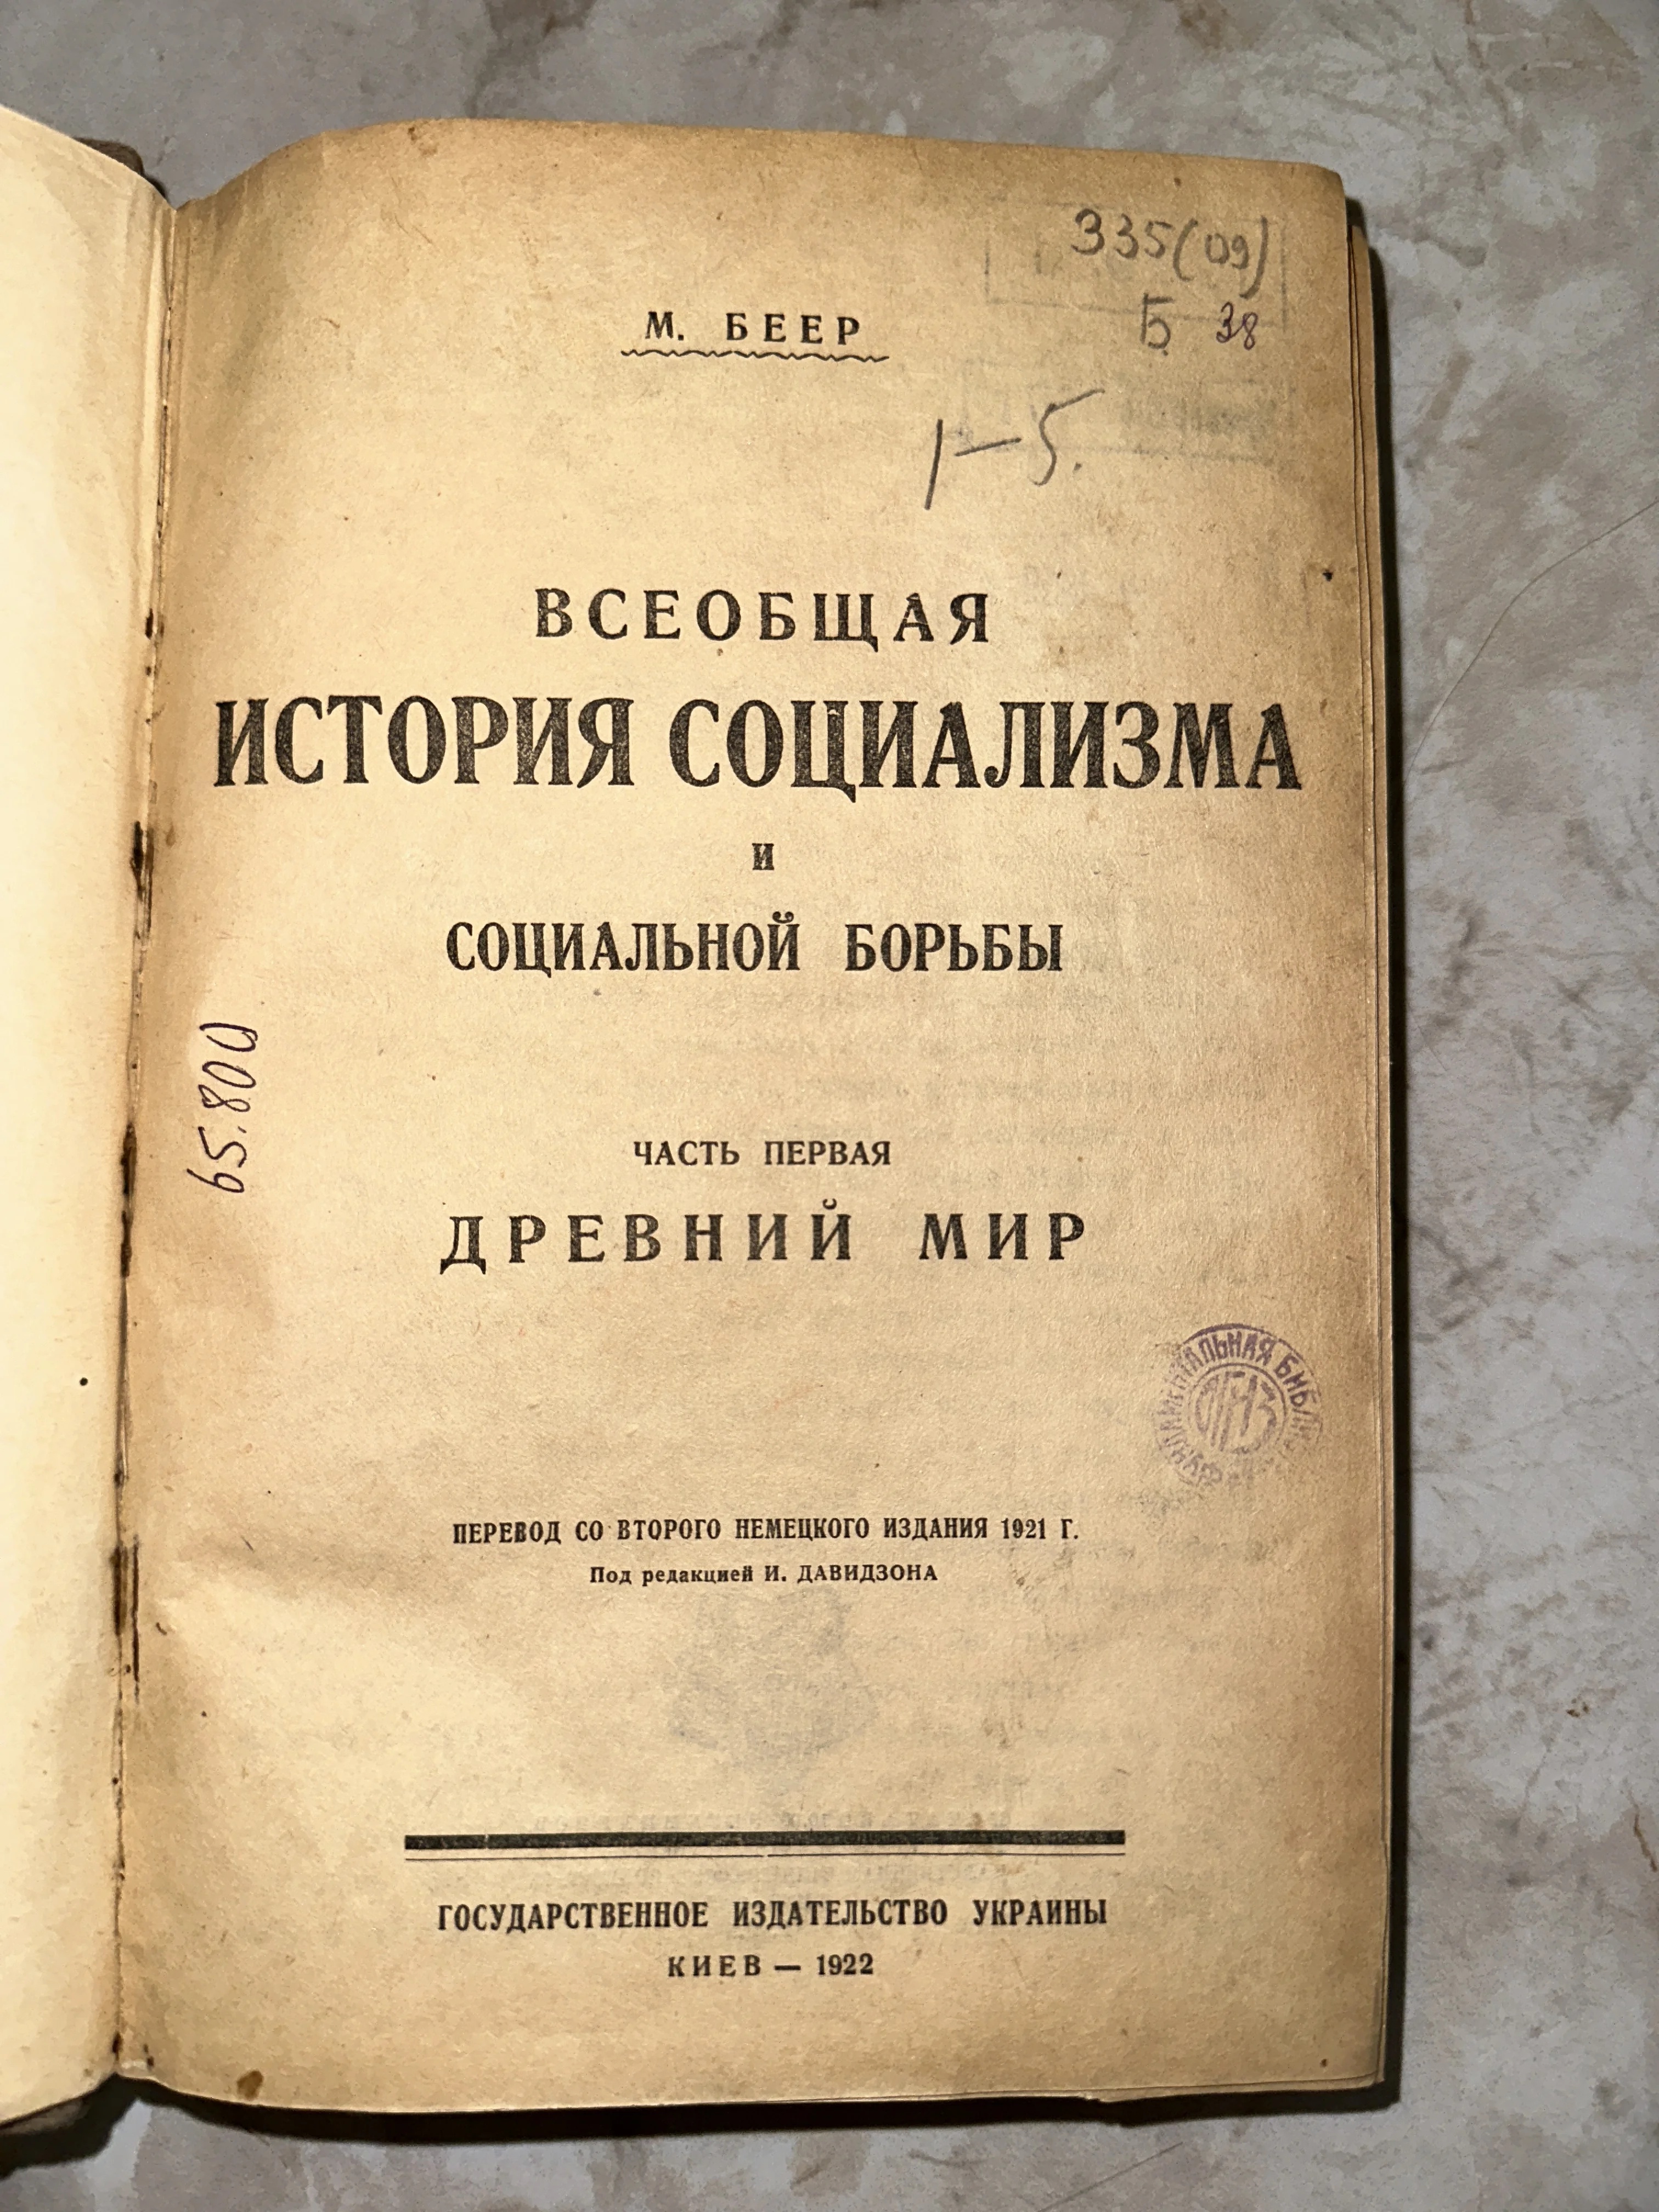 335(09)
Б 38
М. БЕЕР
1—5.
ВСЕОБЩАЯ
ИСТОРИЯ СОЦИАЛИЗМА
и
СОЦИАЛЬНОЙ БОРЬБЫ
65.800
ЧАСТЬ ПЕРВАЯ
ДРЕВНИЙ МИР
ПЕРЕВОД СО ВТОРОГО НЕМЕЦКОГО ИЗДАНИЯ 1921 Г.
Под редакцией И. ДАВИДЗОНА
ГОСУДАРСТВЕННОЕ ИЗДАТЕЛЬСТВО УКРАИНЫ
КИЕВ — 1922